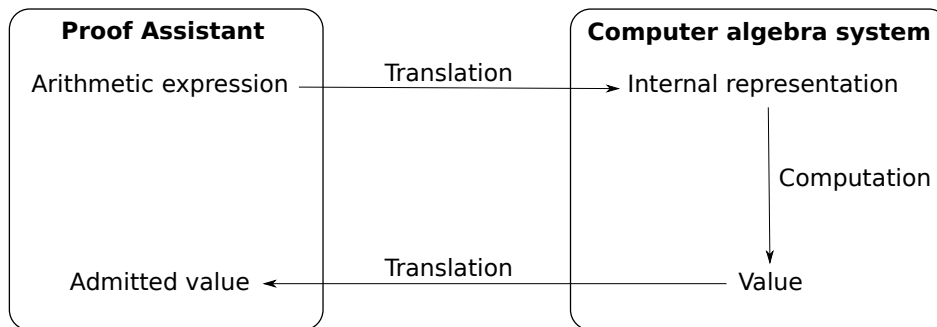 Proof Assistant
Computer algebra system
Arithmetic expression
Translation
Internal representation
Computation
Admitted value
Translation
Value